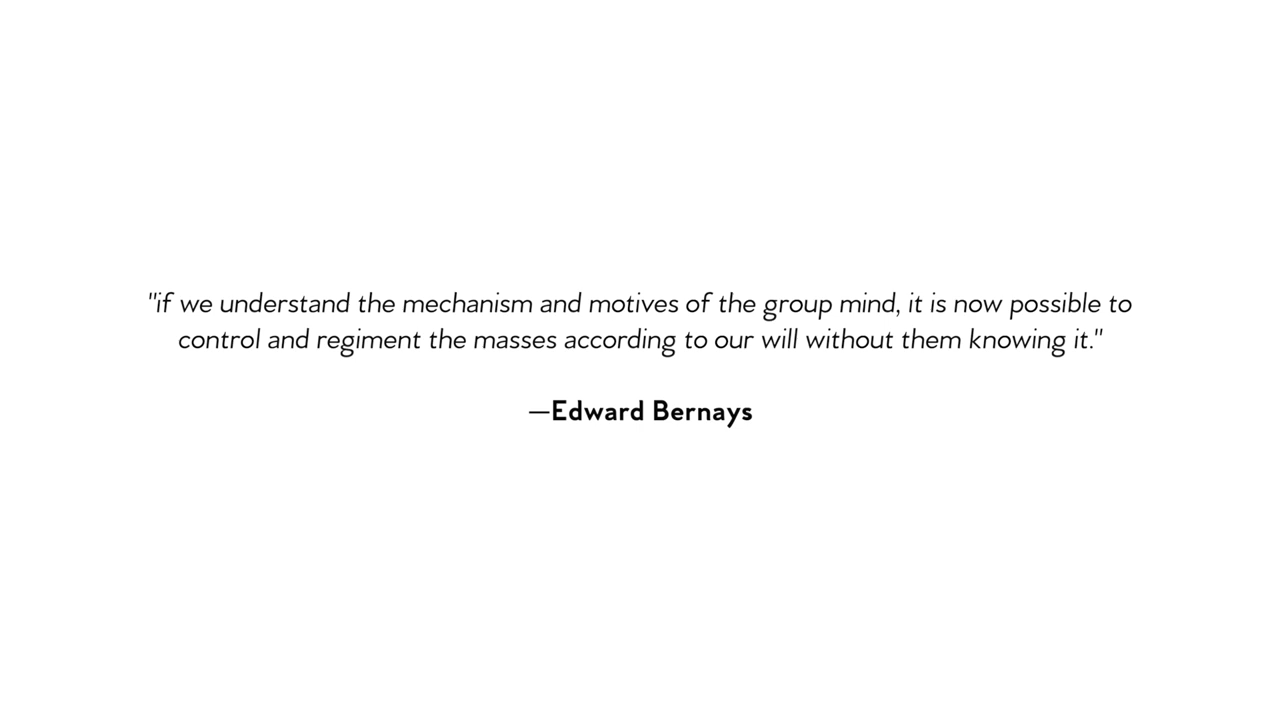 "if we understand the mechanism and motives of the group mind, it is now possible to
control and regiment the masses according to our will without them knowing it."
—Edward Bernays